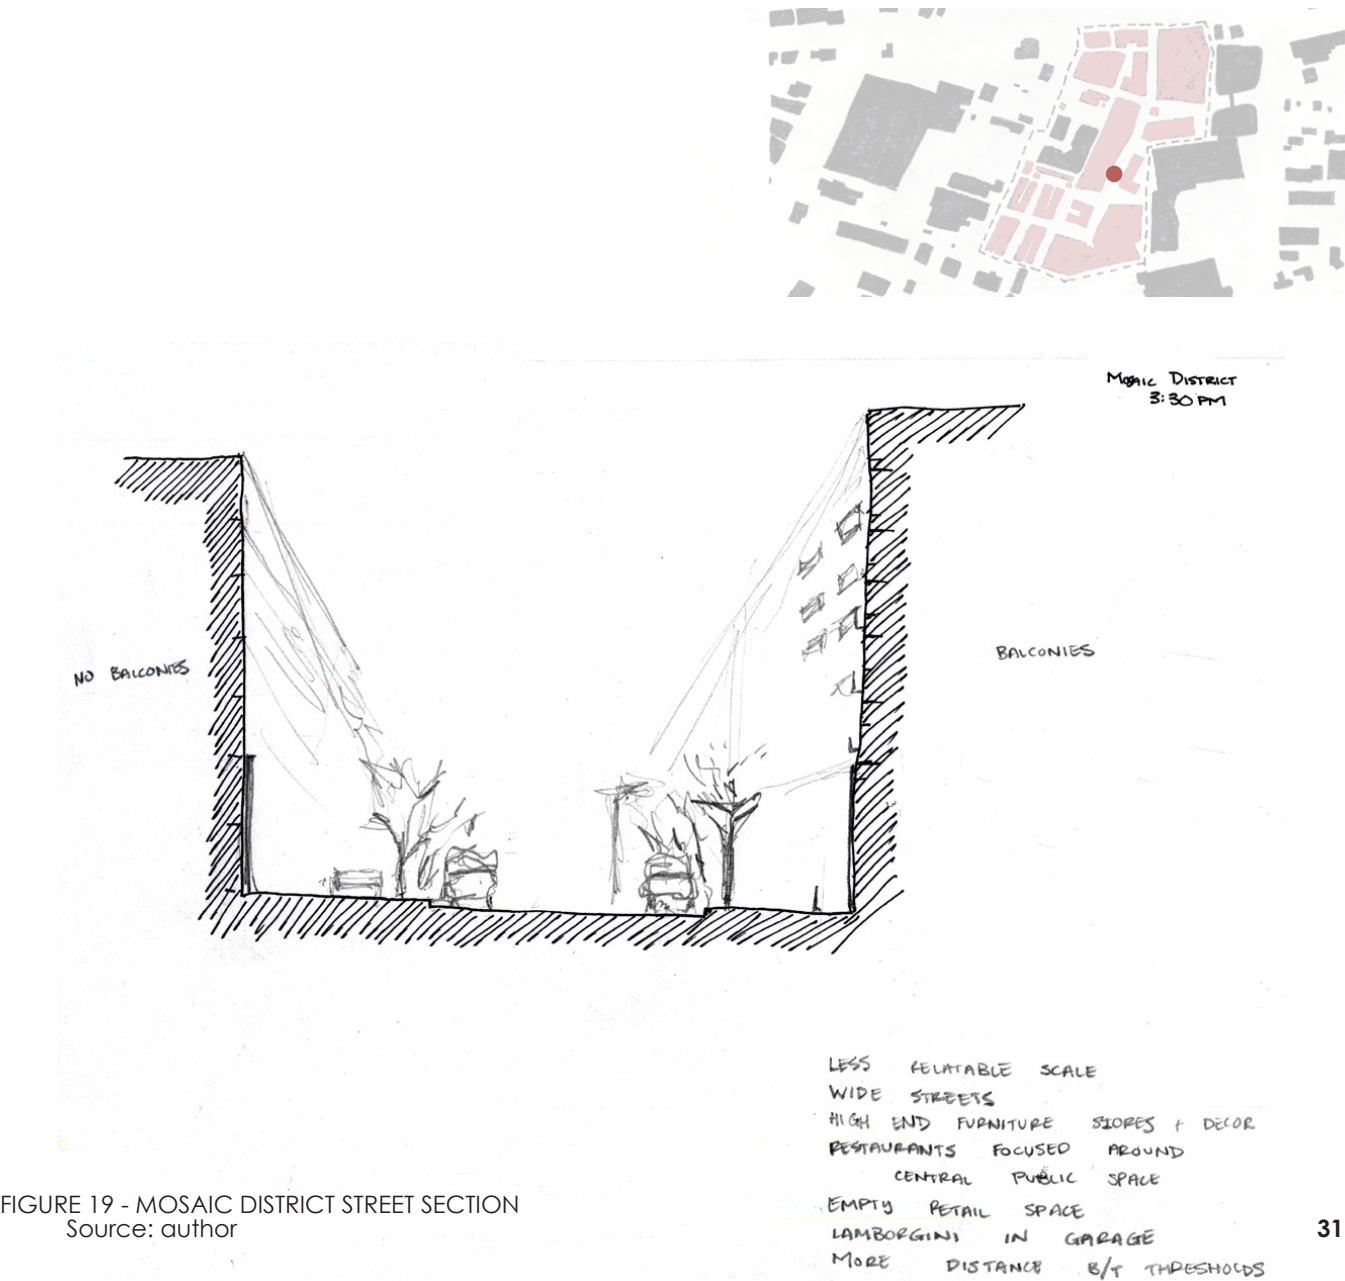 MOSAIC DISTRICT
3:30 PM
NO BALCONIES
BALCONIES
LESS RELATABLE SCALE
WIDE STREETS
HIGH END FURNITURE STORES + DECOR
RESTAURANTS FOCUSED AROUND
CENTRAL PUBLIC SPACE
EMPTY RETAIL SPACE
LAMBORGINI IN GARAGE
MORE DISTANCE B/T THRESHOLDS
FIGURE 19 - MOSAIC DISTRICT STREET SECTION
Source: author
31